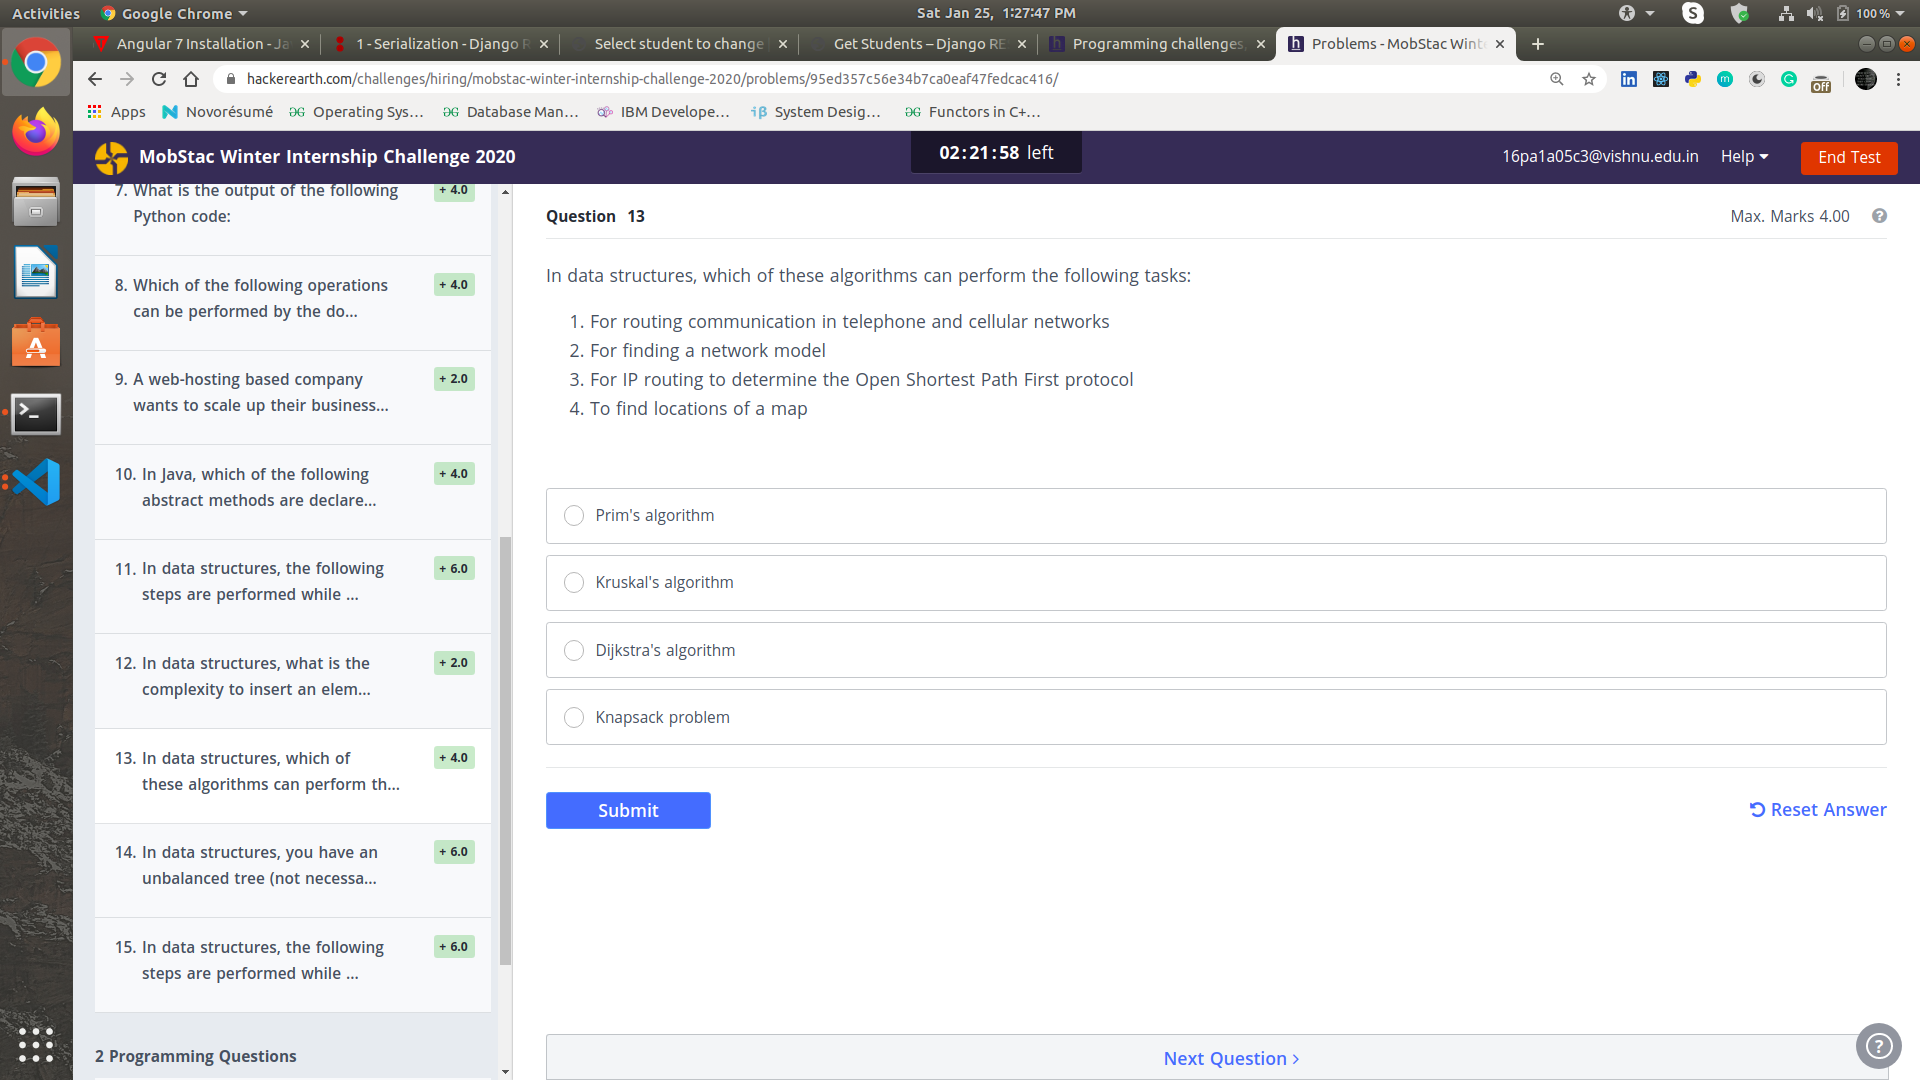 Activities
Google Chrome
Sat Jan 25, 1:27:47 PM
100 %
Angular 7 Installation - Ja
1 - Serialization - Django R
Select student to change
Get Students – Django RE
Programming challenges,
Problems - MobStac Wint
hackerearth.com/challenges/hiring/mobstac-winter-internship-challenge-2020/problems/95ed357c56e34b7ca0eaf47fedcac416/
Off
Apps
Novorésumé
Operating Sys...
Database Man...
IBM Develope...
System Desig...
Functors in C+...
MobStac Winter Internship Challenge 2020
02:21:58 left
16pa1a05c3@vishnu.edu.in
Help
End Test
7. What is the output of the following
Python code:
+ 4.0
8. Which of the following operations
can be performed by the do...
+ 4.0
9. A web-hosting based company
wants to scale up their business...
+ 2.0
10. In Java, which of the following
abstract methods are declare...
+ 4.0
11. In data structures, the following
steps are performed while ...
+ 6.0
12. In data structures, what is the
complexity to insert an elem...
+ 2.0
13. In data structures, which of
these algorithms can perform th...
+ 4.0
14. In data structures, you have an
unbalanced tree (not necessa...
+ 6.0
15. In data structures, the following
steps are performed while ...
+ 6.0
2 Programming Questions
Question 13
Max. Marks 4.00
In data structures, which of these algorithms can perform the following tasks:
1. For routing communication in telephone and cellular networks
2. For finding a network model
3. For IP routing to determine the Open Shortest Path First protocol
4. To find locations of a map
Prim's algorithm
Kruskal's algorithm
Dijkstra's algorithm
Knapsack problem
Submit
Reset Answer
Next Question >